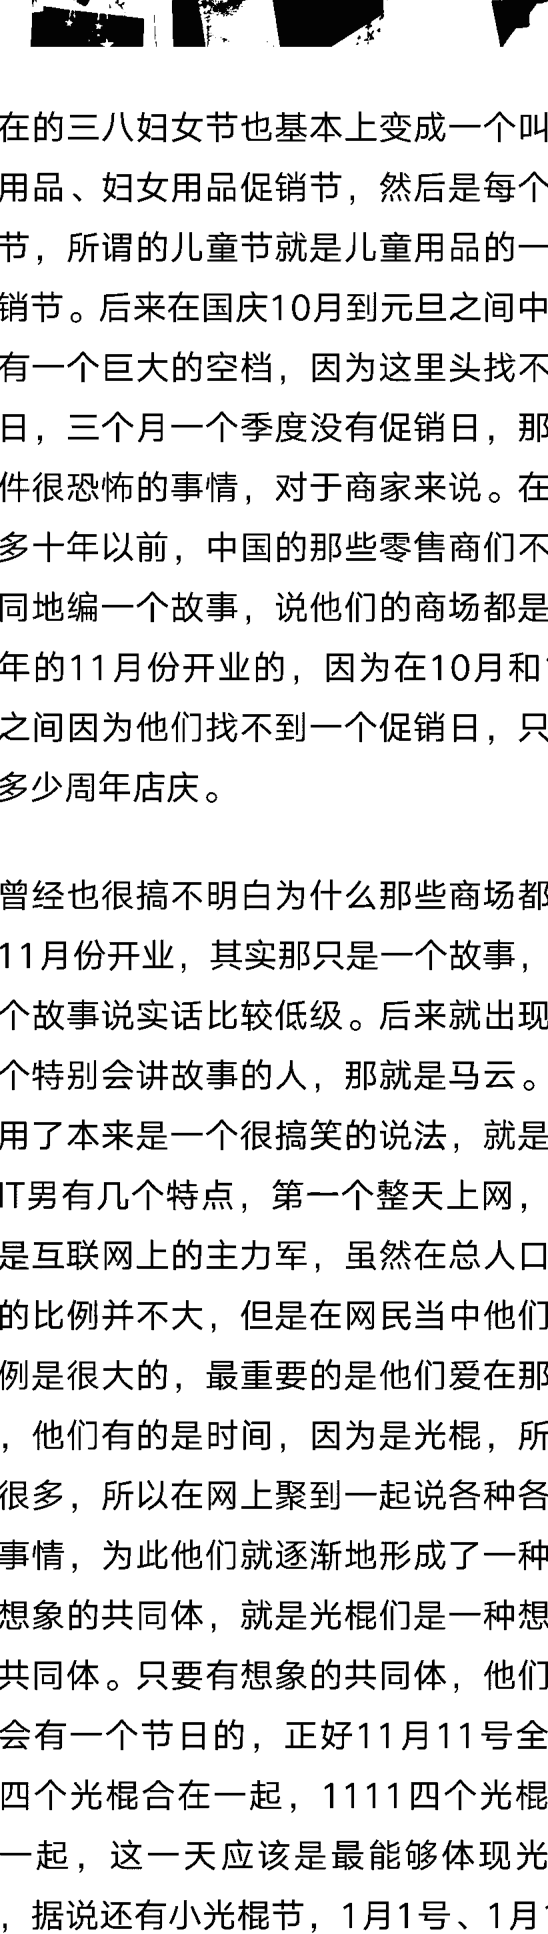 在的三八妇女节也基本上变成一个叫
用品、妇女用品促销节，然后是每个
节，所谓的儿童节就是儿童用品的一
销节。后来在国庆10月到元旦之间中
有一个巨大的空档，因为这里头找不
日，三个月一个季度没有促销日，那
件很恐怖的事情，对于商家来说。在
多十年以前，中国的那些零售商们不
同地编一个故事，说他们的商场都是
年的11月份开业的，因为在10月和1
之间因为他们找不到一个促销日，只
多少周年店庆。
曾经也很搞不明白为什么那些商场都
11月份开业，其实那只是一个故事，
个故事说实话比较低级。后来就出现
个特别会讲故事的人，那就是马云。
用了本来是一个很搞笑的说法，就是
IT男有几个特点，第一个整天上网，
是互联网上的主力军，虽然在总人口
的比例并不大，但是在网民当中他们
例是很大的，最重要的是他们爱在那
，他们有的是时间，因为是光棍，所
很多，所以在网上聚到一起说各种各
事情，为此他们就逐渐地形成了一种
想象的共同体，就是光棍们是一种想
共同体。只要有想象的共同体，他们
会有一个节日的，正好11月11号全
四个光棍合在一起，1111四个光棍
一起，这一天应该是最能够体现光
，据说还有小光棍节，1月1号、1月1